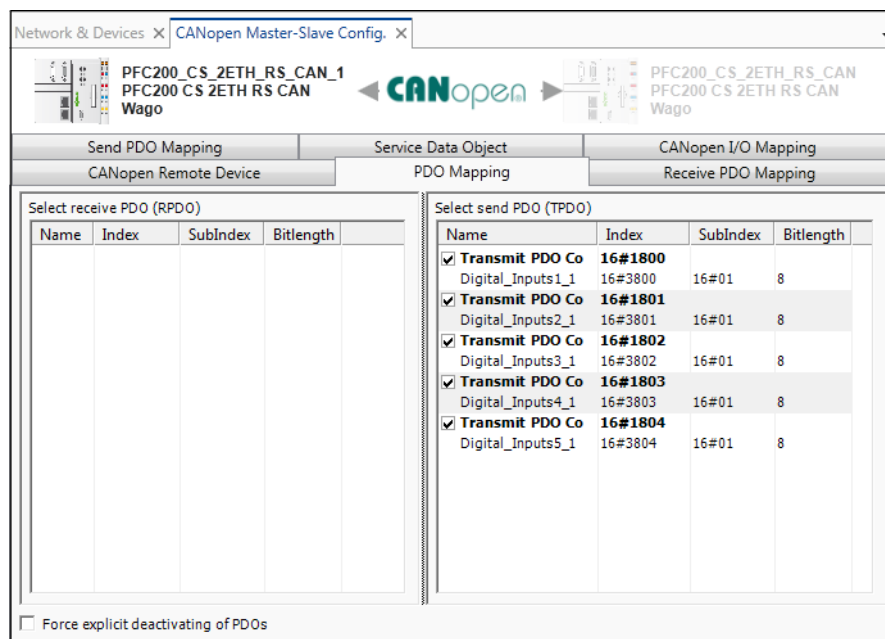 Network & Devices
CANopen Master-Slave Config.
PFC200_CS_2ETH_RS_CAN_1
PFC200 CS 2ETH RS CAN
Wago
CANopen
PFC200_CS_2ETH_RS_CAN
PFC200 CS 2ETH RS CAN
Wago
Send PDO Mapping Service Data Object CANopen I/O Mapping
CANopen Remote Device PDO Mapping Receive PDO Mapping
Select receive PDO (RPDO)
Name Index SubIndex Bitlength
Select send PDO (TPDO)
Name Index SubIndex Bitlength
Transmit PDO Co 16#1800
Digital_Inputs1_1 16#3800 16#01 8
Transmit PDO Co 16#1801
Digital_Inputs2_1 16#3801 16#01 8
Transmit PDO Co 16#1802
Digital_Inputs3_1 16#3802 16#01 8
Transmit PDO Co 16#1803
Digital_Inputs4_1 16#3803 16#01 8
Transmit PDO Co 16#1804
Digital_Inputs5_1 16#3804 16#01 8
Force explicit deactivating of PDOs